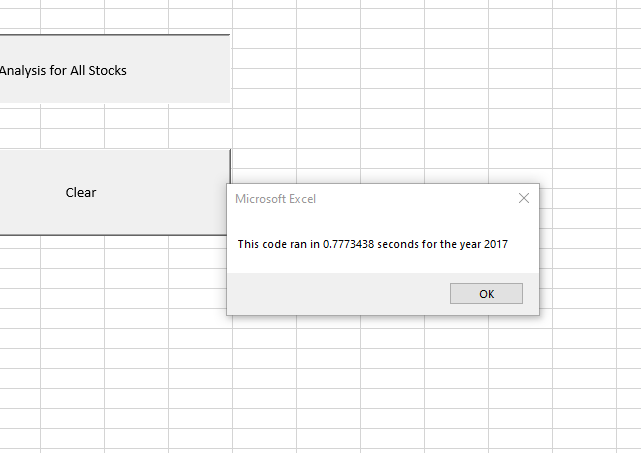 Analysis for All Stocks
Clear
Microsoft Excel
This code ran in 0.7773438 seconds for the year 2017
OK